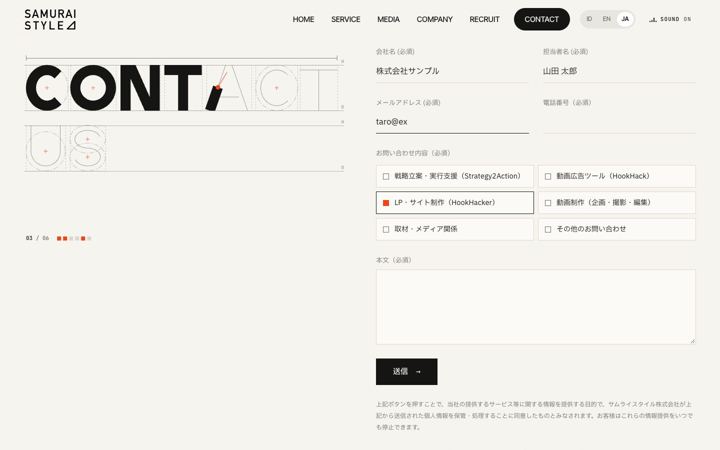 SAMURAI
STYLE
HOME SERVICE MEDIA COMPANY RECRUIT CONTACT ID EN JA SOUND ON
CONTACT
US
03 / 06
会社名 (必須) 担当者名 (必須)
株式会社サンプル 山田 太郎
メールアドレス (必須) 電話番号 (必須)
taro@ex
お問い合わせ内容 (必須)
戦略立案・実行支援（Strategy2Action） 動画広告ツール（HookHack）
LP・サイト制作（HookHacker） 動画制作（企画・撮影・編集）
取材・メディア関係 その他のお問い合わせ
本文 (必須)
送信 →
上記ボタンを押すことで、当社の提供するサービス等に関する情報を提供する目的で、サムライスタイル株式会社が上
記から送信された個人情報を保管・処理することに同意したものとみなされます。お客様はこれらの情報提供をいつで
も停止できます。